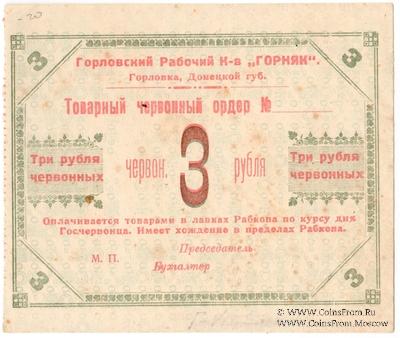 -20
3 3
Горловский Рабочий К-в „ГОРНЯК".
Горловка, Донецкой губ.
Товарный червонный ордер №
Три рубля червонных
червон. 3 рубля
Три рубля червонных
Оплачивается товарами в лавках Рабкопа по курсу дня
Госчервонца. Имеет хождение в пределах Рабкопа.
Председатель
М. П.
Бухгалтер
3 3
http://www.CoinsFrom.Ru
www.CoinsFrom.Moscow